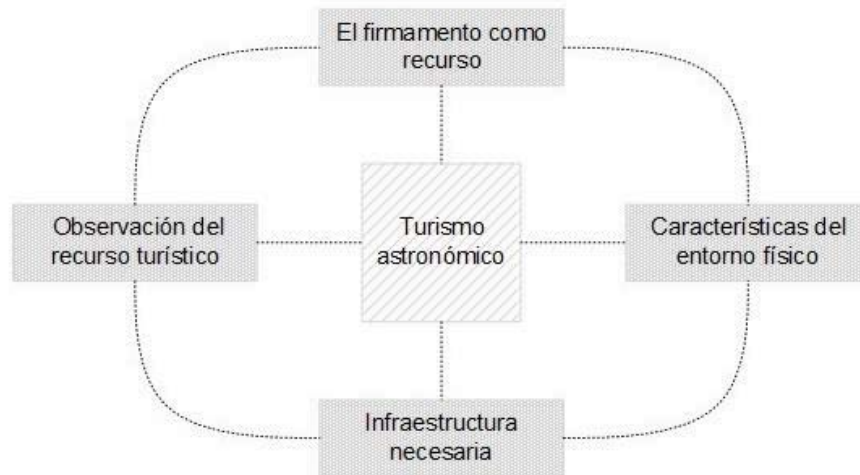 El firmamento como
recurso
Observación del
recurso turístico
Turismo
astronómico
Características del
entorno físico
Infraestructura
necesaria